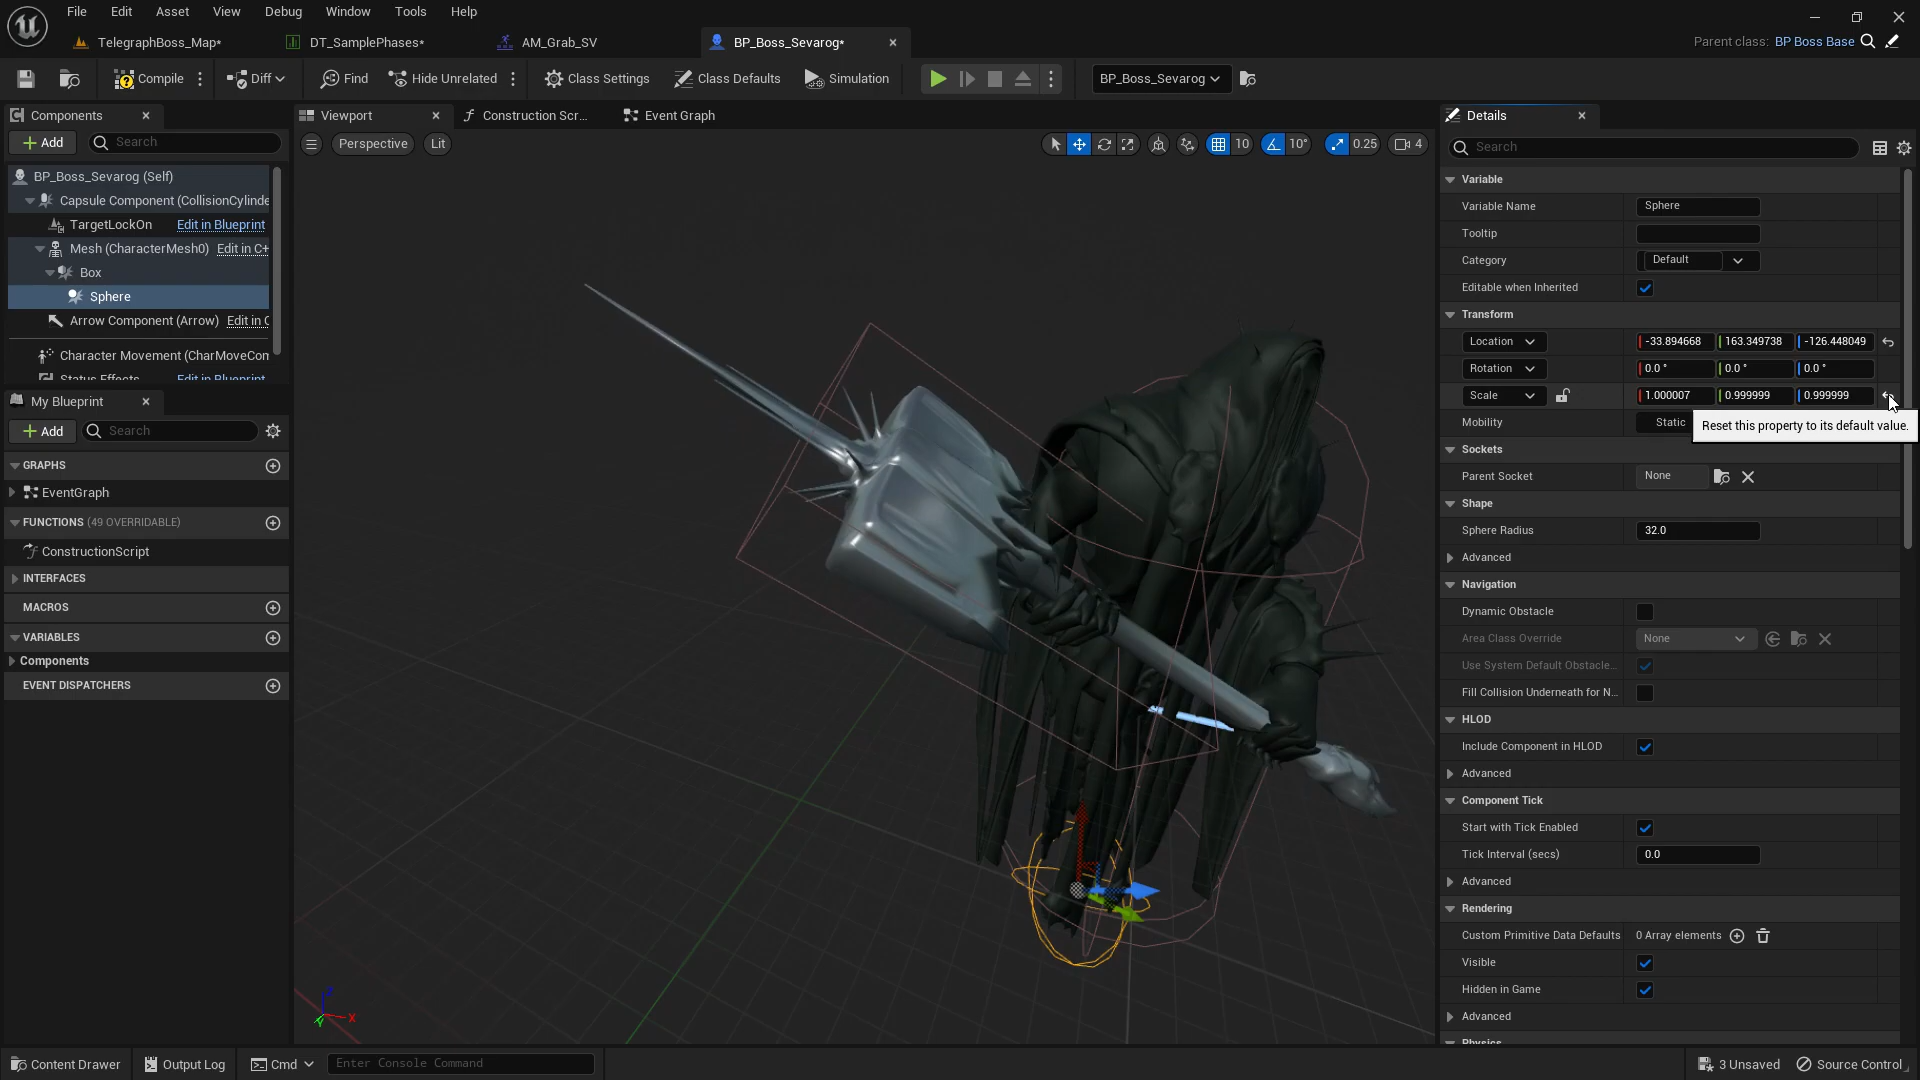 File Edit Asset View Debug Window Tools Help
TelegraphBoss_Map* DT_SamplePhases* AM_Grab_SV BP_Boss_Sevarog* Parent class: BP Boss Base
Compile Diff Find Hide Unrelated Class Settings Class Defaults Simulation BP_Boss_Sevarog
Components
Add Search
BP_Boss_Sevarog (Self)
Capsule Component (CollisionCylinde
TargetLockOn Edit in Blueprint
Mesh (CharacterMesh0) Edit in C+
Box
Sphere
Arrow Component (Arrow) Edit in C
Character Movement (CharMoveCom
Status Effects Edit in Blueprint
My Blueprint
Add Search
GRAPHS
EventGraph
FUNCTIONS (49 OVERRIDABLE)
ConstructionScript
INTERFACES
MACROS
VARIABLES
Components
EVENT DISPATCHERS
Viewport Construction Scr... Event Graph
Perspective Lit 10 10° 0.25 4
Z
X
Y
Details
Search
Variable
Variable Name Sphere
Tooltip
Category Default
Editable when Inherited
Transform
Location -33.894668 163.349738 -126.448049
Rotation 0.0 ° 0.0 ° 0.0 °
Scale 1.000007 0.999999 0.999999
Mobility Static
Reset this property to its default value.
Sockets
Parent Socket None
Shape
Sphere Radius 32.0
Advanced
Navigation
Dynamic Obstacle
Area Class Override None
Use System Default Obstacle...
Fill Collision Underneath for N...
HLOD
Include Component in HLOD
Advanced
Component Tick
Start with Tick Enabled
Tick Interval (secs) 0.0
Advanced
Rendering
Custom Primitive Data Defaults 0 Array elements
Visible
Hidden in Game
Advanced
Physics
Content Drawer Output Log Cmd Enter Console Command 3 Unsaved Source Control